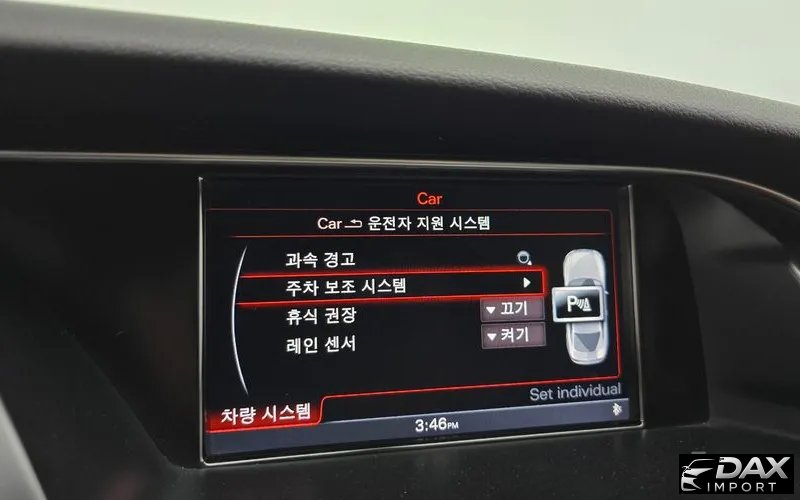 Car
Car 운전자 지원 시스템
과속 경고
주차 보조 시스템
휴식 권장 끄기
레인 센서 켜기
P
Set individual
차량 시스템
3:46PM
DAX
IMPORT